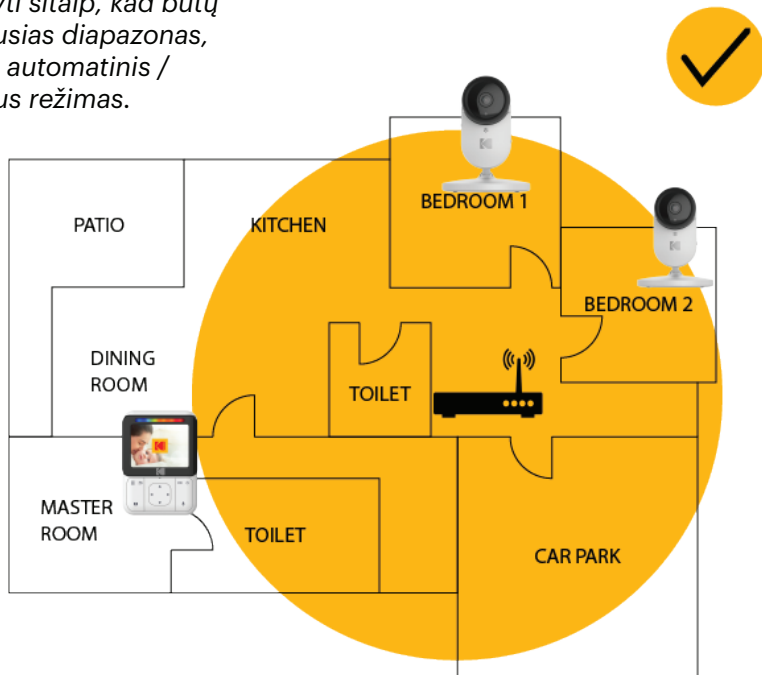 yti šitaip, kad būtų
usias diapazonas,
automatinis /
us režimas.
BEDROOM 1
PATIO
KITCHEN
BEDROOM 2
DINING
ROOM
TOILET
MASTER
ROOM
TOILET
CAR PARK